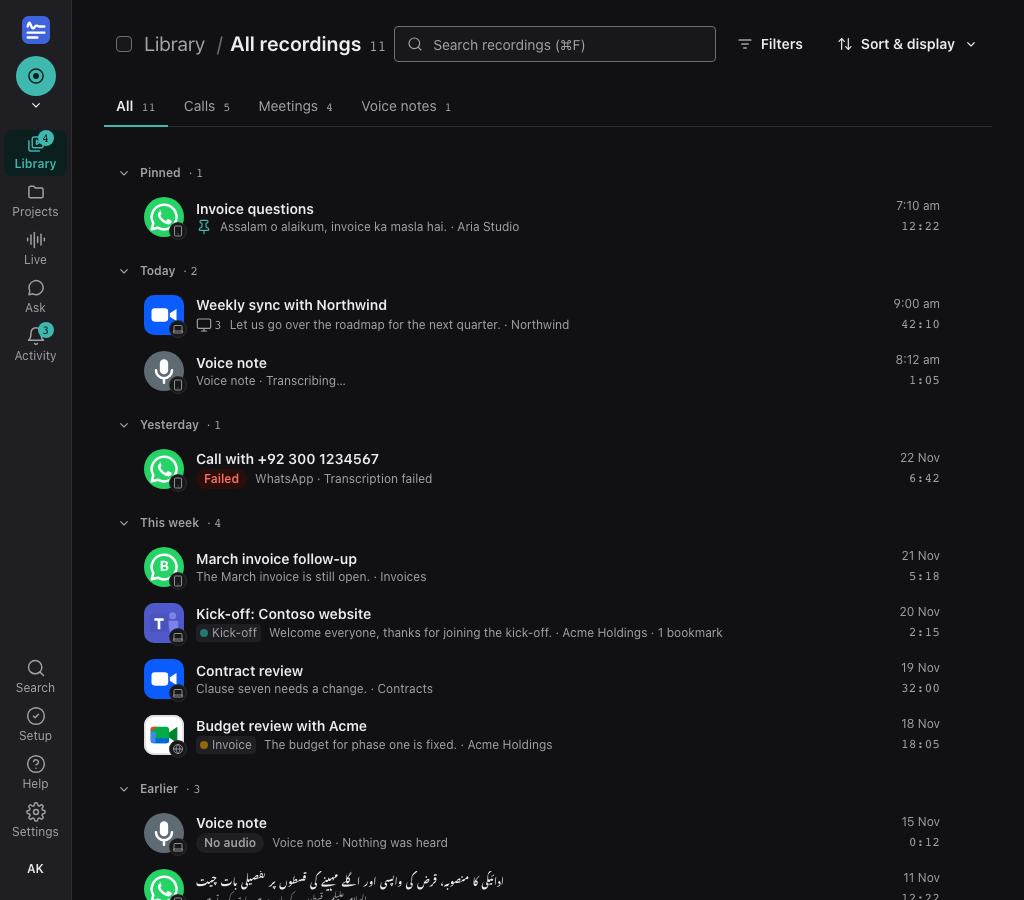 Library / All recordings 11
Search recordings (⌘F)
Filters
Sort & display
All 11
Calls 5
Meetings 4
Voice notes 1
4
Library
Projects
Live
Ask
3
Activity
Search
Setup
Help
Settings
AK
Pinned · 1
Invoice questions
7:10 am
Assalam o alaikum, invoice ka masla hai. · Aria Studio
12:22
Today · 2
Weekly sync with Northwind
9:00 am
3 Let us go over the roadmap for the next quarter. · Northwind
42:10
Voice note
8:12 am
Voice note · Transcribing…
1:05
Yesterday · 1
Call with +92 300 1234567
22 Nov
Failed WhatsApp · Transcription failed
6:42
This week · 4
B
March invoice follow-up
21 Nov
The March invoice is still open. · Invoices
5:18
T
Kick-off: Contoso website
20 Nov
Kick-off Welcome everyone, thanks for joining the kick-off. · Acme Holdings · 1 bookmark
2:15
Contract review
19 Nov
Clause seven needs a change. · Contracts
32:00
Budget review with Acme
18 Nov
Invoice The budget for phase one is fixed. · Acme Holdings
18:05
Earlier · 3
Voice note
15 Nov
No audio Voice note · Nothing was heard
0:12
ادائیگی کا منصوبہ، قرض کی واپسی اور اگلے مہینے کی قسطوں پر تفصیلی بات چیت
11 Nov
12:22